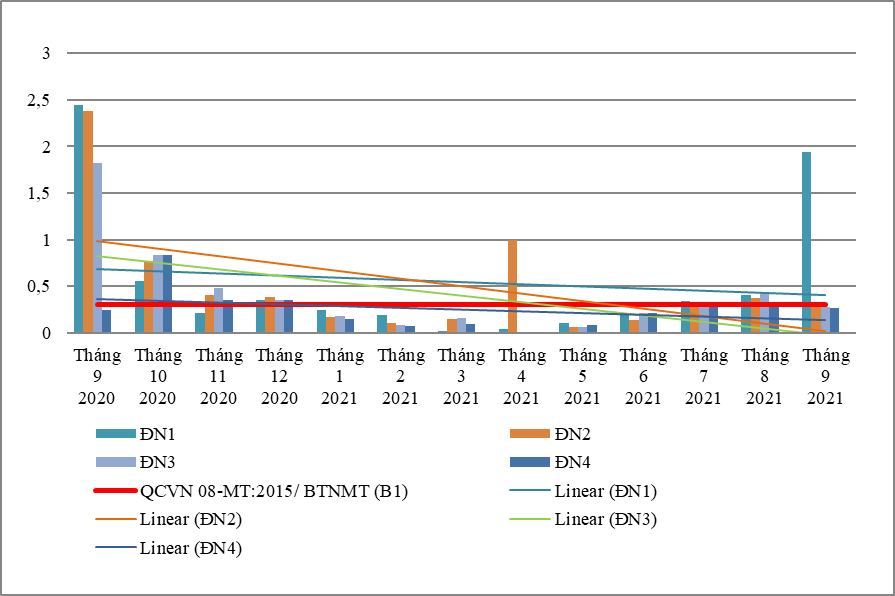 3
2,5
2
1,5
1
0,5
0
Tháng Tháng Tháng Tháng Tháng Tháng Tháng Tháng Tháng Tháng Tháng Tháng Tháng
9 10 11 12 1 2 3 4 5 6 7 8 9
2020 2020 2020 2020 2021 2021 2021 2021 2021 2021 2021 2021 2021
ĐN1 ĐN2
ĐN3 ĐN4
QCVN 08-MT:2015/ BTNMT (B1) Linear (ĐN1)
Linear (ĐN2) Linear (ĐN3)
Linear (ĐN4)